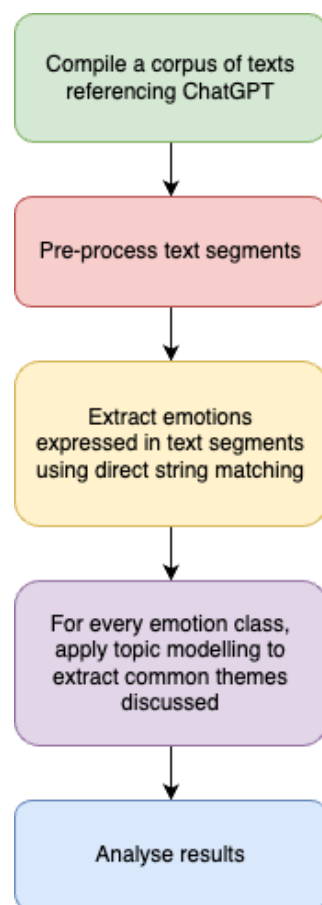 Compile a corpus of texts
referencing ChatGPT
Pre-process text segments
Extract emotions
expressed in text segments
using direct string matching
For every emotion class,
apply topic modelling to
extract common themes
discussed
Analyse results